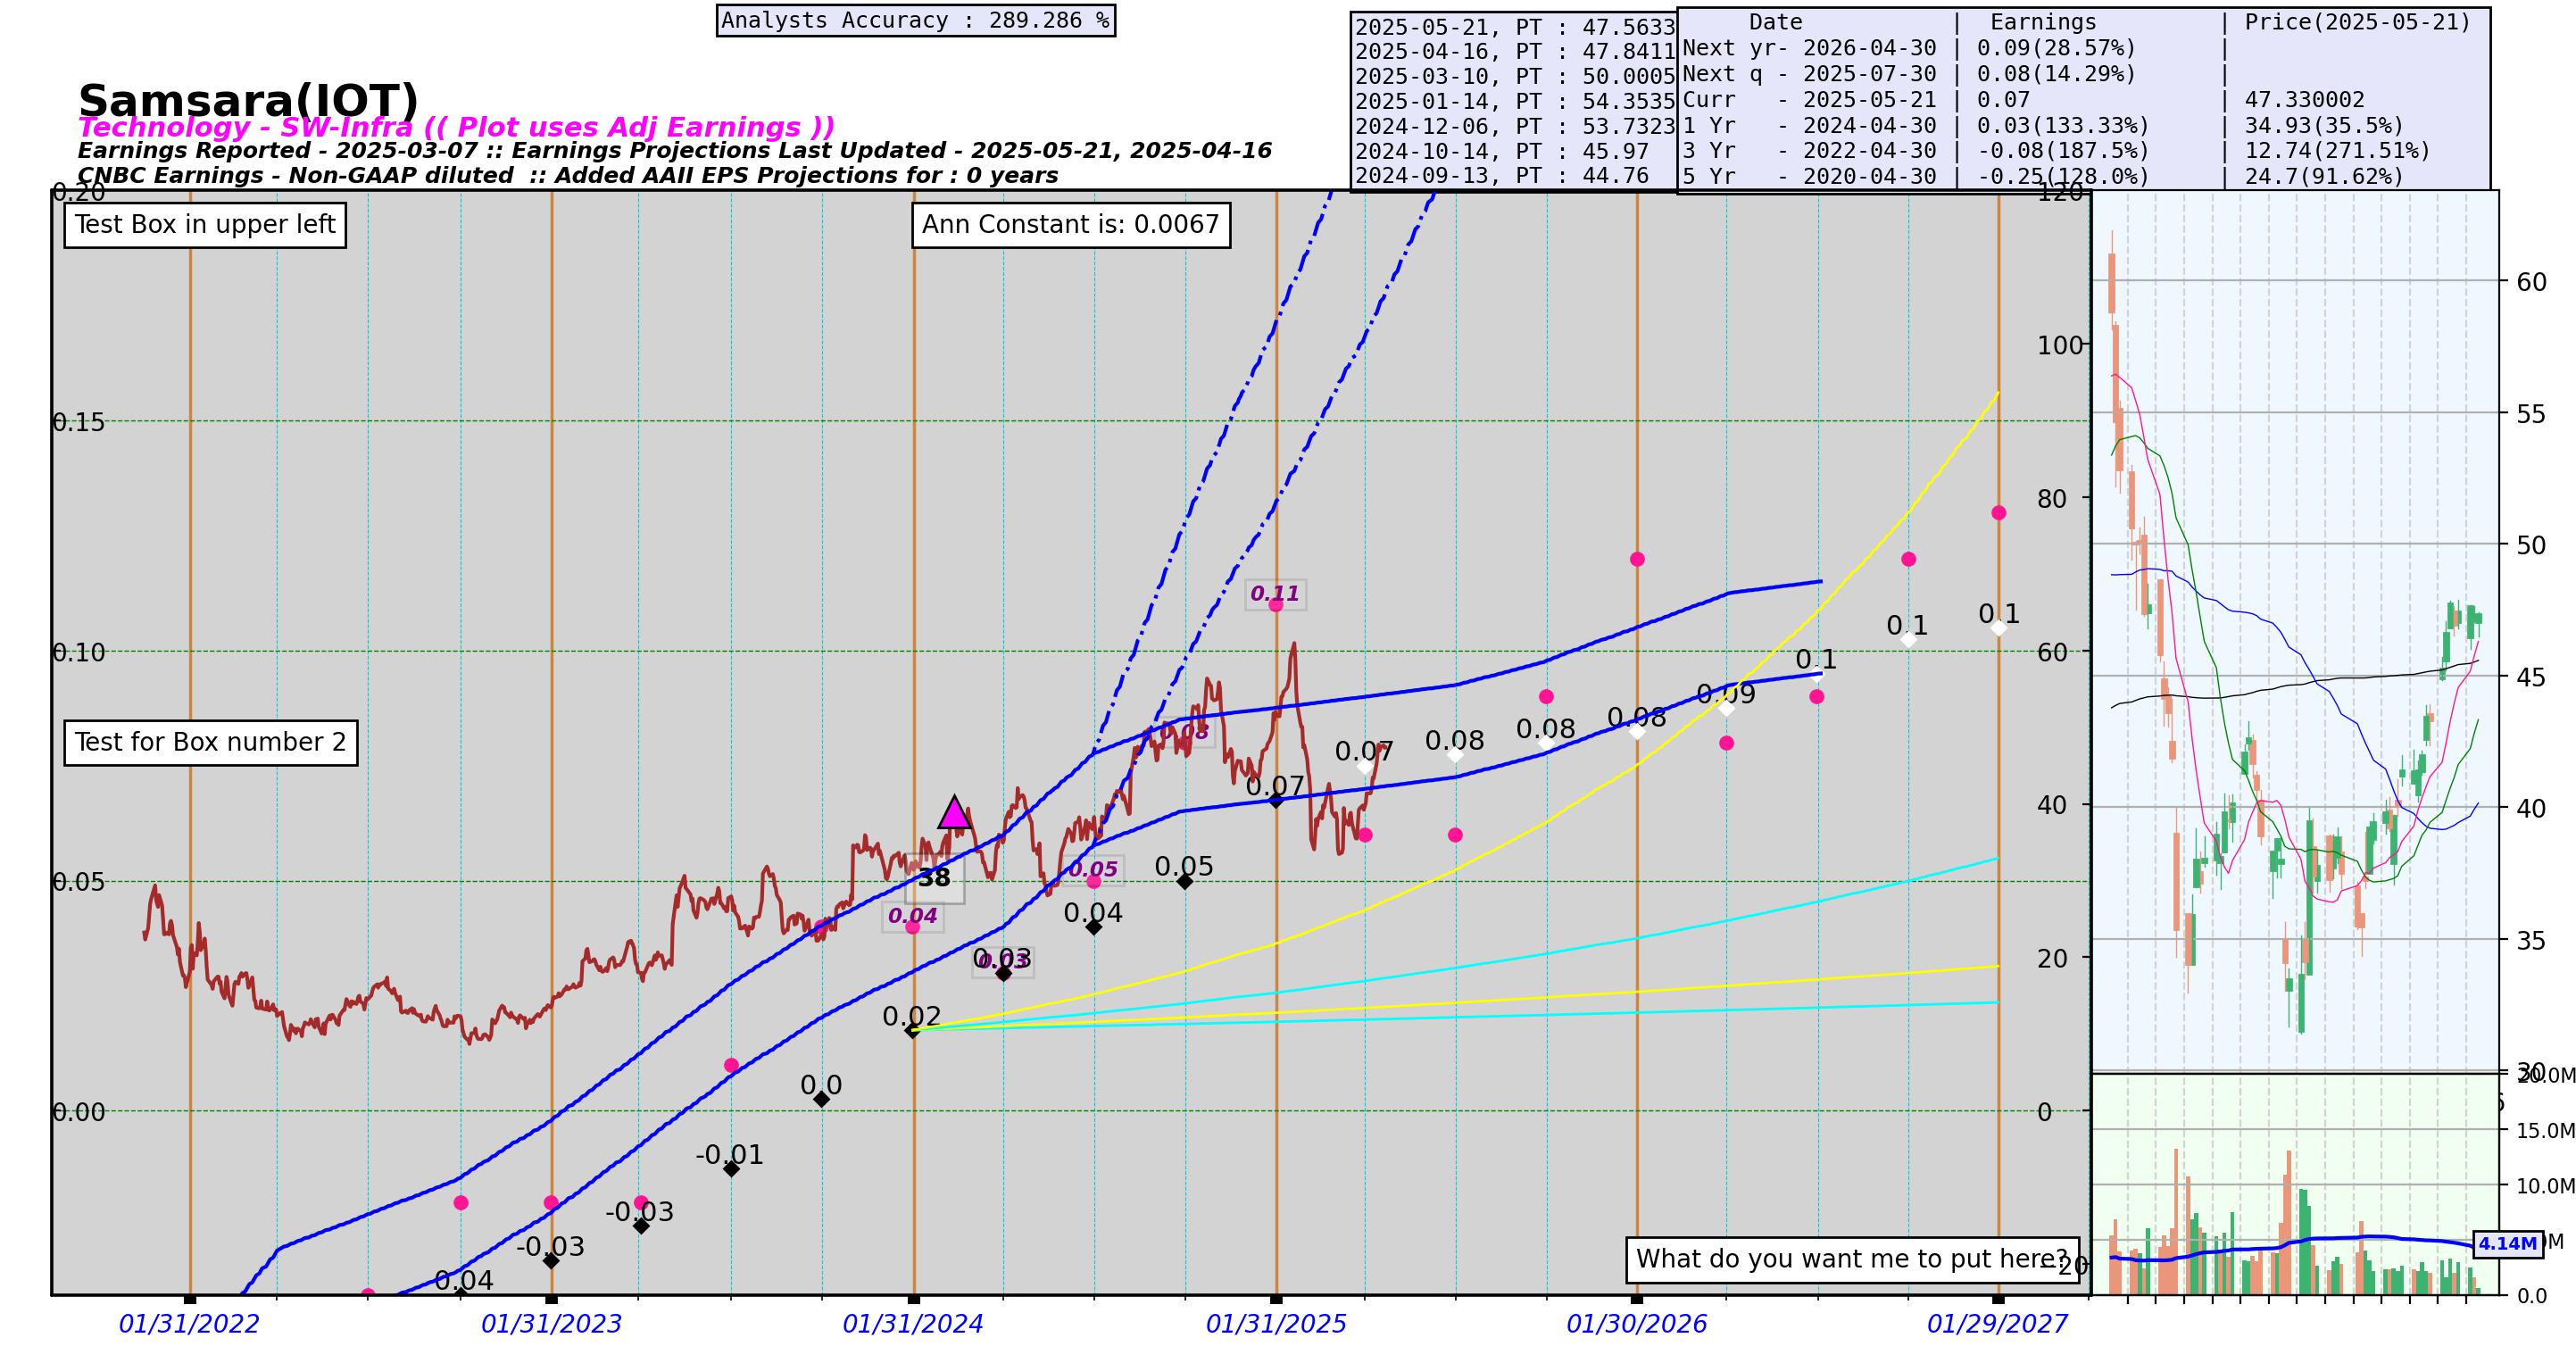 Analysts Accuracy : 289.286 %
2025-05-21, PT : 47.5633
2025-04-16, PT : 47.8411
2025-03-10, PT : 50.0005
2025-01-14, PT : 54.3535
2024-12-06, PT : 53.7323
2024-10-14, PT : 45.97
2024-09-13, PT : 44.76
Date | Earnings | Price(2025-05-21)
Next yr- 2026-04-30 | 0.09(28.57%) |
Next q - 2025-07-30 | 0.08(14.29%) |
Curr - 2025-05-21 | 0.07 | 47.330002
1 Yr - 2024-04-30 | 0.03(133.33%) | 34.93(35.5%)
3 Yr - 2022-04-30 | -0.08(187.5%) | 12.74(271.51%)
5 Yr - 2020-04-30 | -0.25(128.0%) | 24.7(91.62%)
Samsara(IOT)
Technology - SW-Infra (( Plot uses Adj Earnings ))
Earnings Reported - 2025-03-07 :: Earnings Projections Last Updated - 2025-05-21, 2025-04-16
CNBC Earnings - Non-GAAP diluted :: Added AAII EPS Projections for : 0 years
0.20
0.15
0.10
0.05
0.00
Test Box in upper left
Ann Constant is: 0.0067
Test for Box number 2
What do you want me to put here?
0.04
-0.03
-0.03
-0.01
0.0
0.02
0.04
38
0.03
0.03
0.04
0.05
0.05
0.08
0.07
0.11
0.07
0.08
0.08
0.08
0.09
0.1
0.1
0.1
120
100
80
60
40
20
0
-20
60
55
50
45
40
35
30
20.0M
15.0M
10.0M
4.14M
0.0
01/31/2022
01/31/2023
01/31/2024
01/31/2025
01/30/2026
01/29/2027